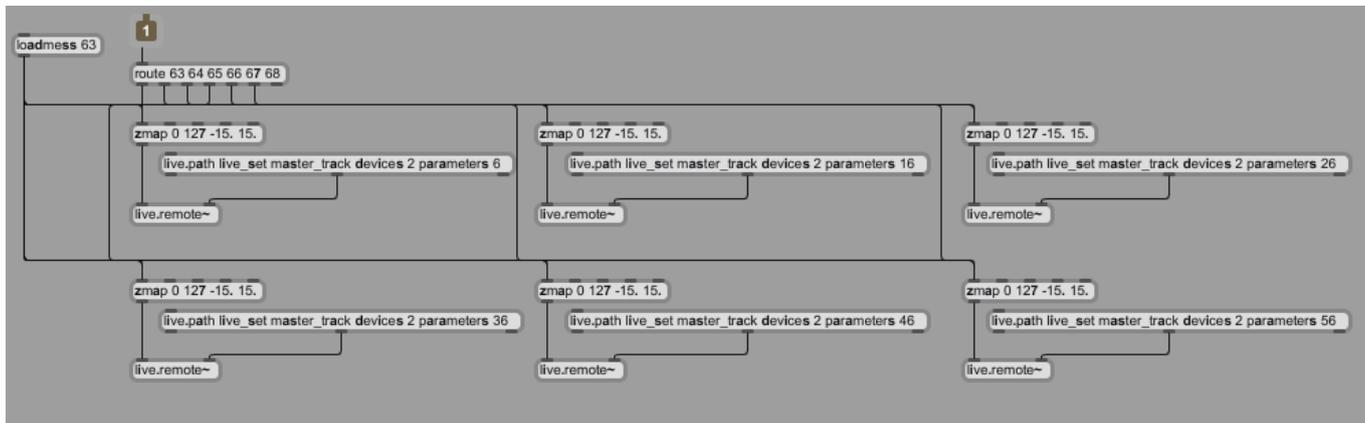 1
loadmess 63
route 63 64 65 66 67 68
zmap 0 127 -15. 15.
zmap 0 127 -15. 15.
zmap 0 127 -15. 15.
live.path live_set master_track devices 2 parameters 6
live.path live_set master_track devices 2 parameters 16
live.path live_set master_track devices 2 parameters 26
live.remote~
live.remote~
live.remote~
zmap 0 127 -15. 15.
zmap 0 127 -15. 15.
zmap 0 127 -15. 15.
live.path live_set master_track devices 2 parameters 36
live.path live_set master_track devices 2 parameters 46
live.path live_set master_track devices 2 parameters 56
live.remote~
live.remote~
live.remote~